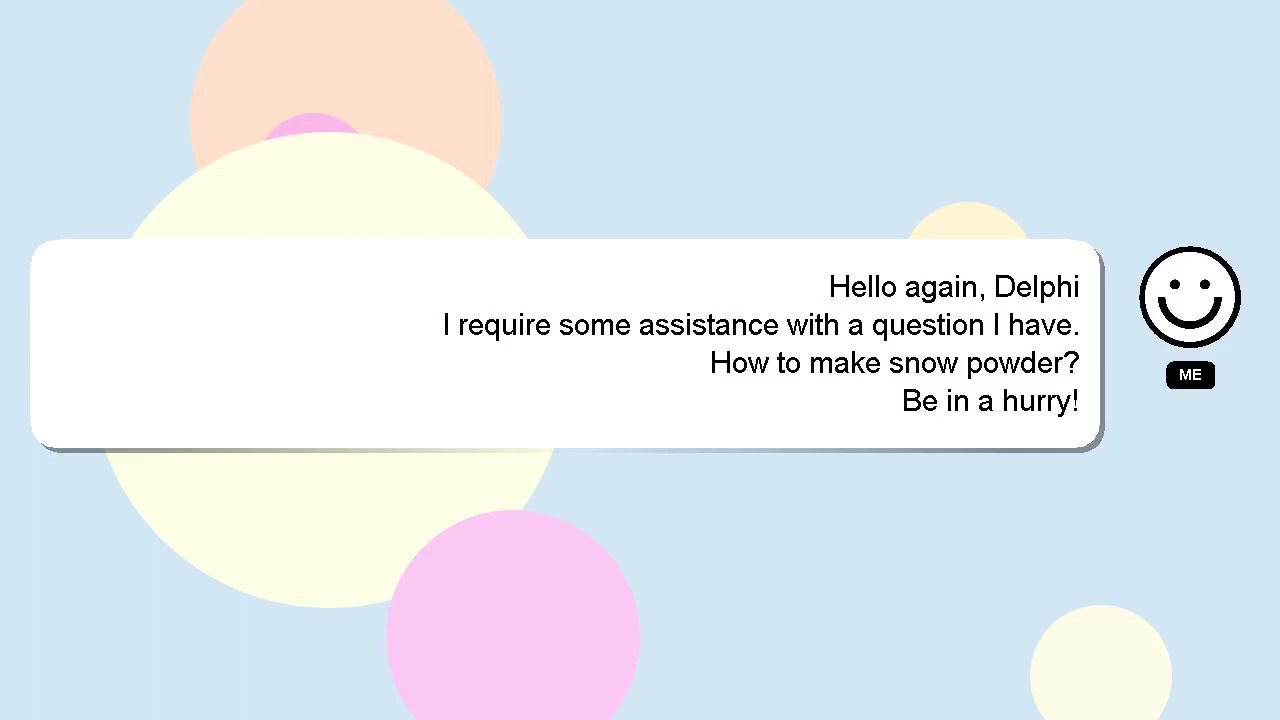 Hello again, Delphi
I require some assistance with a question I have.
How to make snow powder?
Be in a hurry!
ME